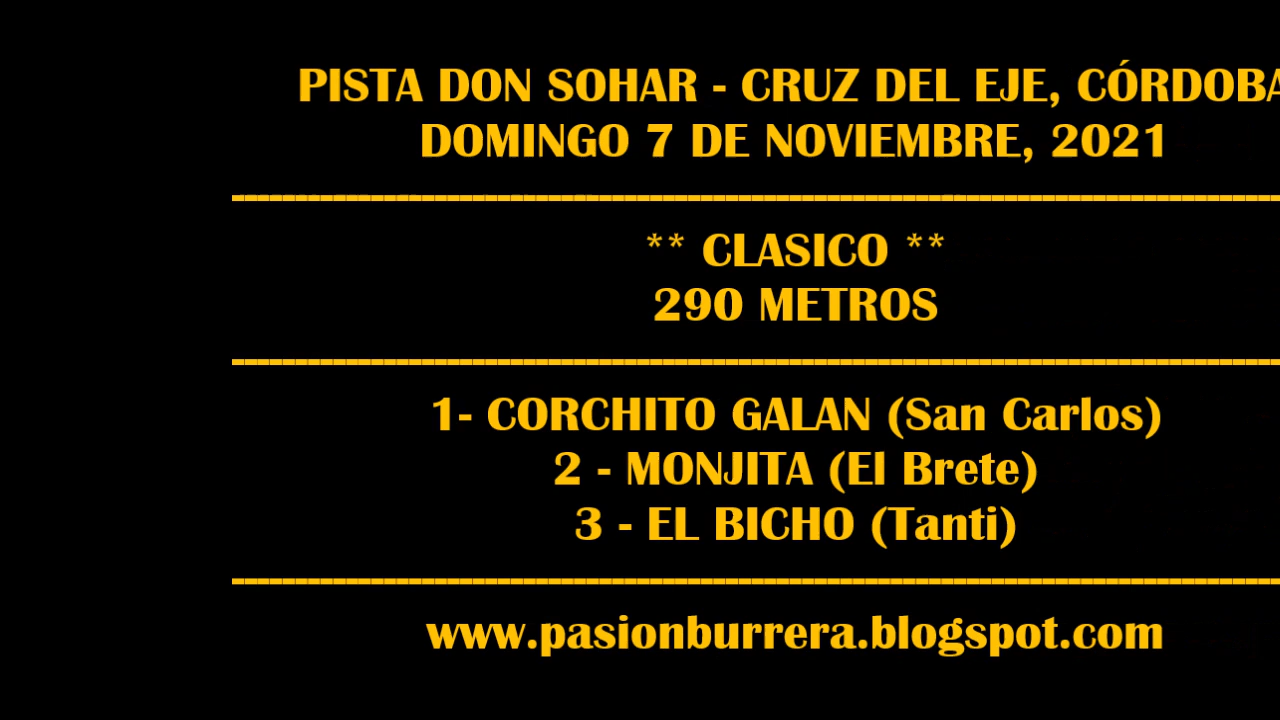 PISTA DON SOHAR - CRUZ DEL EJE, CÓRDOBA
DOMINGO 7 DE NOVIEMBRE, 2021
** CLASICO **
290 METROS
1- CORCHITO GALAN (San Carlos)
2 - MONJITA (El Brete)
3 - EL BICHO (Tanti)
www.pasionburrera.blogspot.com